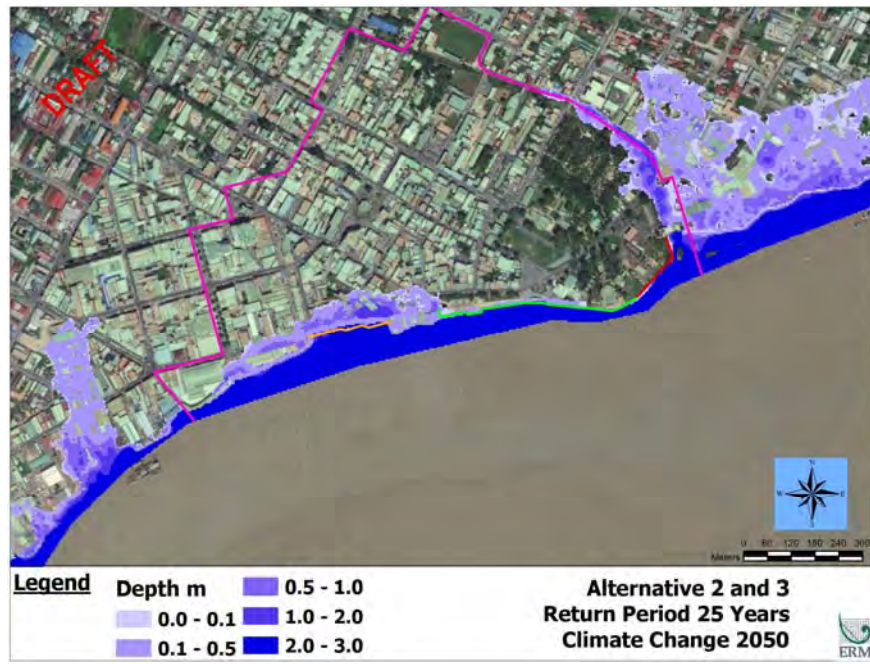 DRAFT
N
W
E
S
0 60 120 180 240 300
Meters
Legend
Depth m
0.0 - 0.1
0.1 - 0.5
0.5 - 1.0
1.0 - 2.0
2.0 - 3.0
Alternative 2 and 3
Return Period 25 Years
Climate Change 2050
ERM